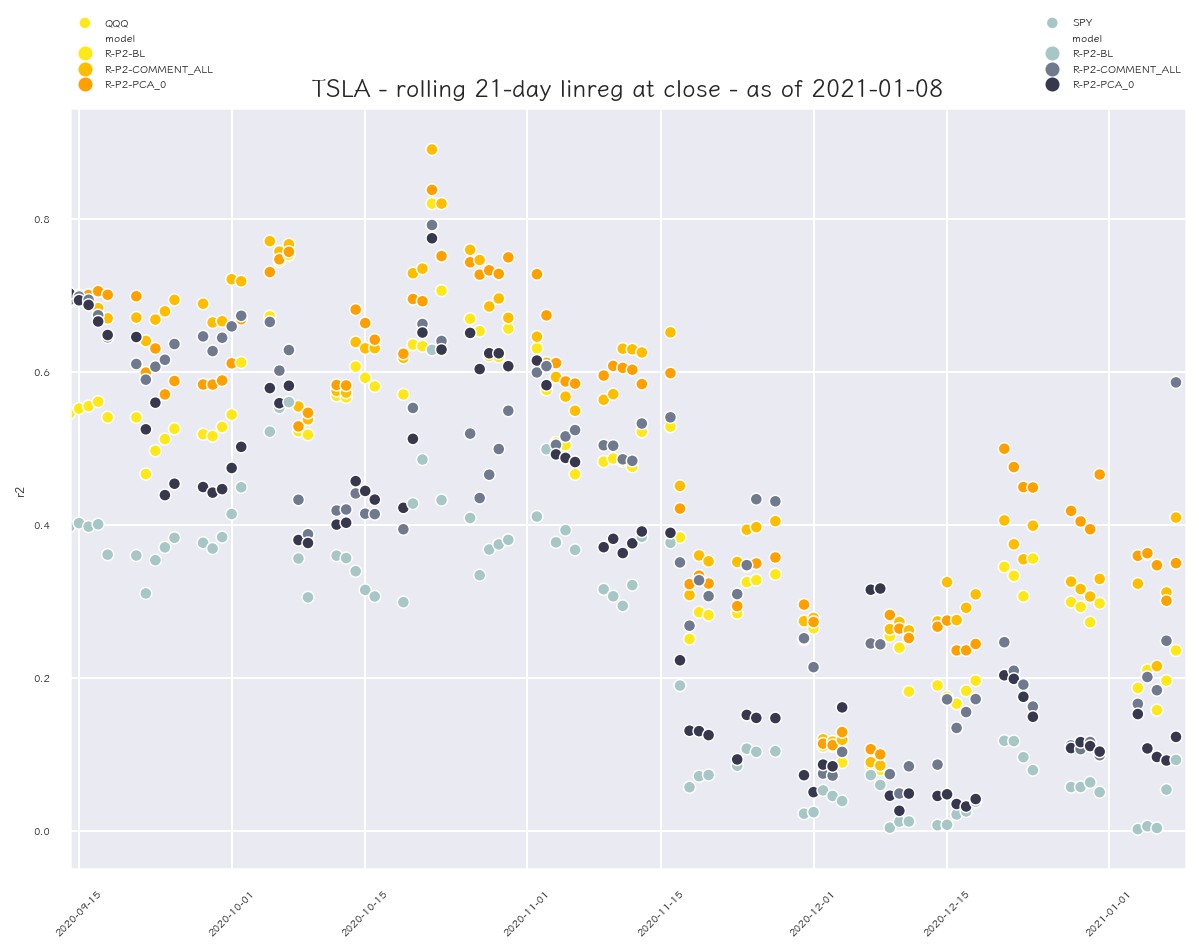 QQQ
model
R-P2-BL
R-P2-COMMENT_ALL
R-P2-PCA_0
SPY
model
R-P2-BL
R-P2-COMMENT_ALL
R-P2-PCA_0
TSLA - rolling 21-day linreg at close - as of 2021-01-08
0.8
0.6
0.4
0.2
0.0
r2
2020-09-15
2020-10-01
2020-10-15
2020-11-01
2020-11-15
2020-12-01
2020-12-15
2021-01-01